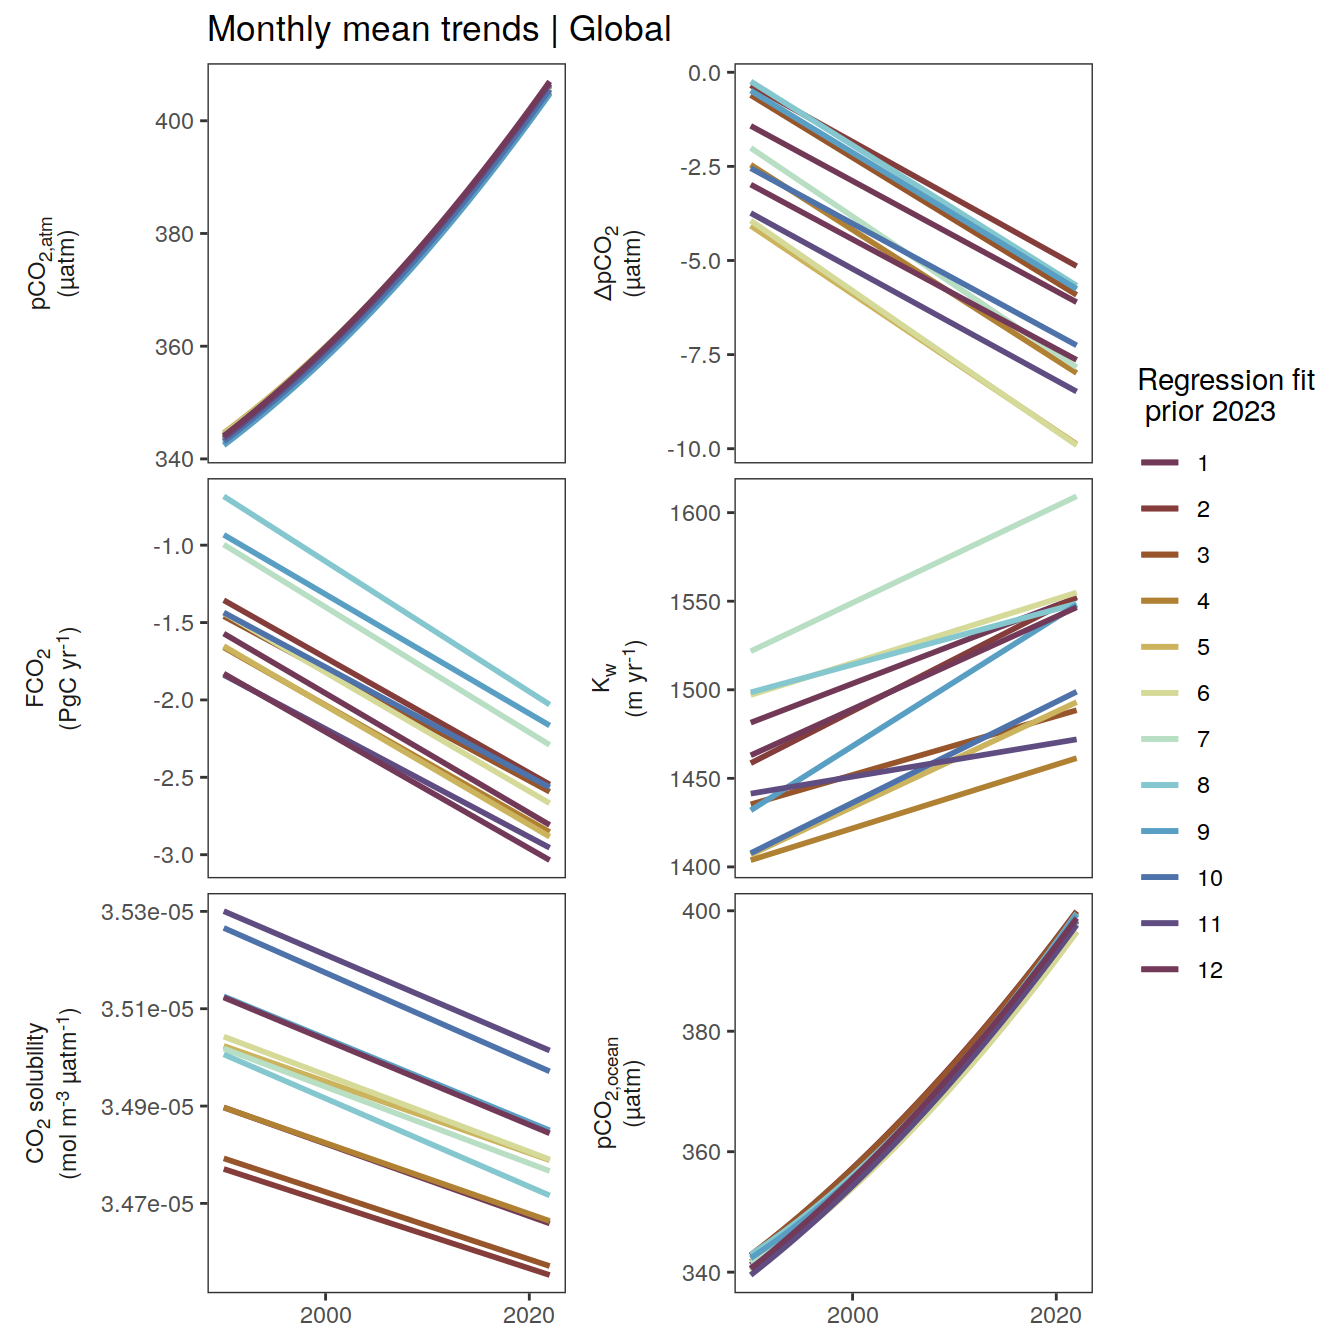 Monthly mean trends | Global
pCO2,atm
(µatm)
400
380
360
340
ΔpCO2
(µatm)
0.0
-2.5
-5.0
-7.5
-10.0
FCO2
(PgC yr-1)
-1.0
-1.5
-2.0
-2.5
-3.0
Kw
(m yr-1)
1600
1550
1500
1450
1400
CO2 solubility
(mol m-3 µatm-1)
3.53e-05
3.51e-05
3.49e-05
3.47e-05
2000
2020
pCO2,ocean
(µatm)
400
380
360
340
2000
2020
Regression fit
prior 2023
1
2
3
4
5
6
7
8
9
10
11
12